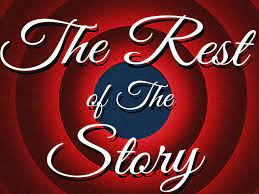 The Rest
of The
Story